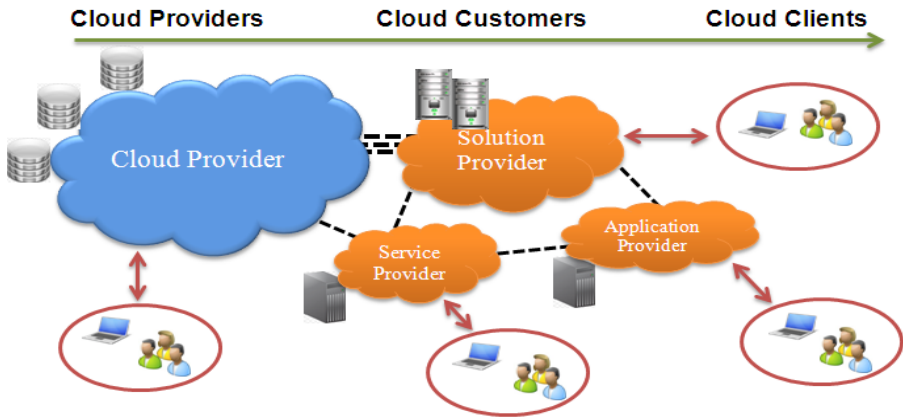 Cloud Providers
Cloud Customers
Cloud Clients
Cloud Provider
Solution
Provider
Service
Provider
Application
Provider